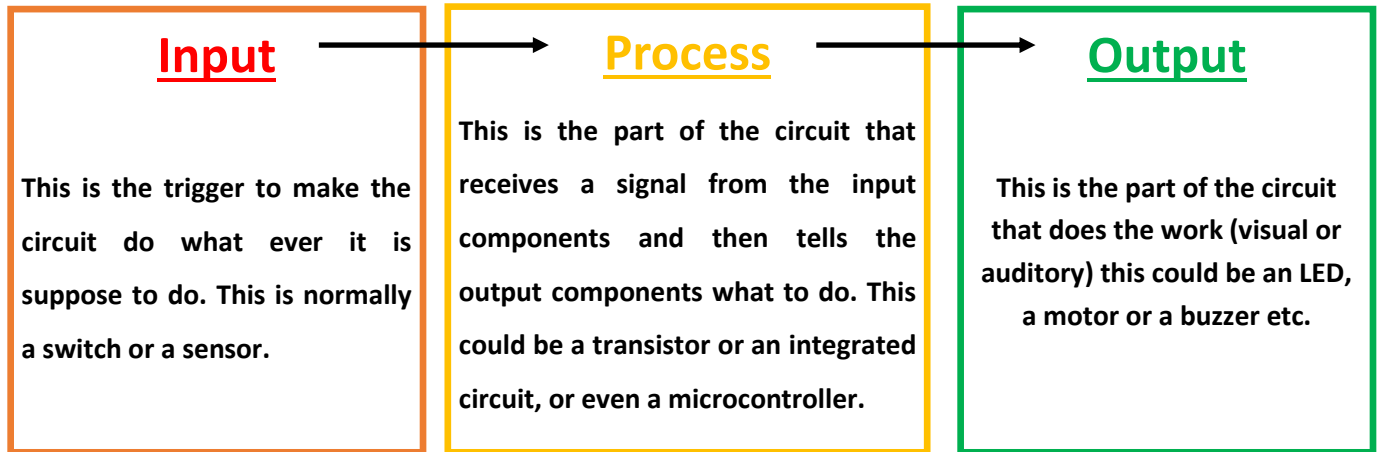 Input
This is the trigger to make the
circuit do what ever it is
suppose to do. This is normally
a switch or a sensor.
Process
This is the part of the circuit that
receives a signal from the input
components and then tells the
output components what to do. This
could be a transistor or an integrated
circuit, or even a microcontroller.
Output
This is the part of the circuit
that does the work (visual or
auditory) this could be an LED,
a motor or a buzzer etc.